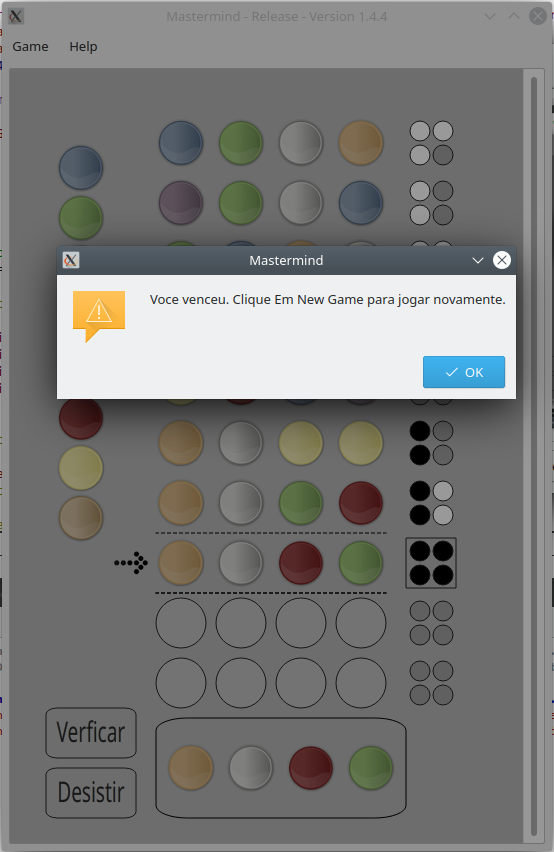 Mastermind - Release - Version 1.4.4
Game Help
Mastermind
Voce venceu. Clique Em New Game para jogar novamente.
OK
Verficar
Desistir